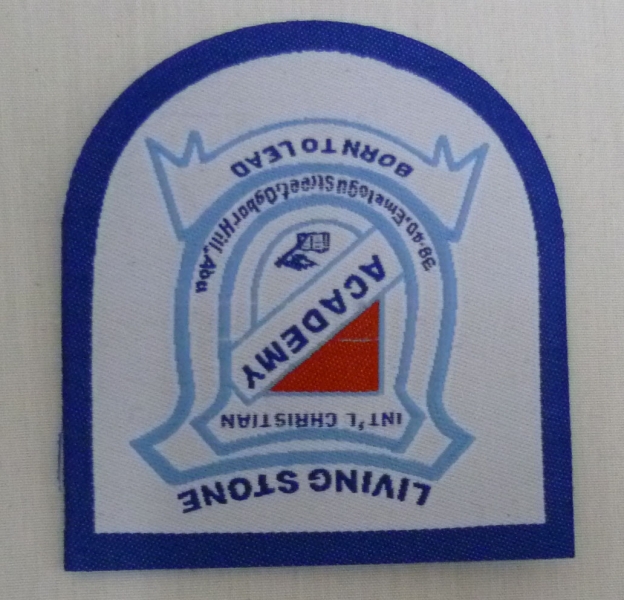 LIVING STONE
INT'L CHRISTIAN
ACADEMY
38-40, Emelogu Street, Ogbor Hill, Aba
BORN TO LEAD